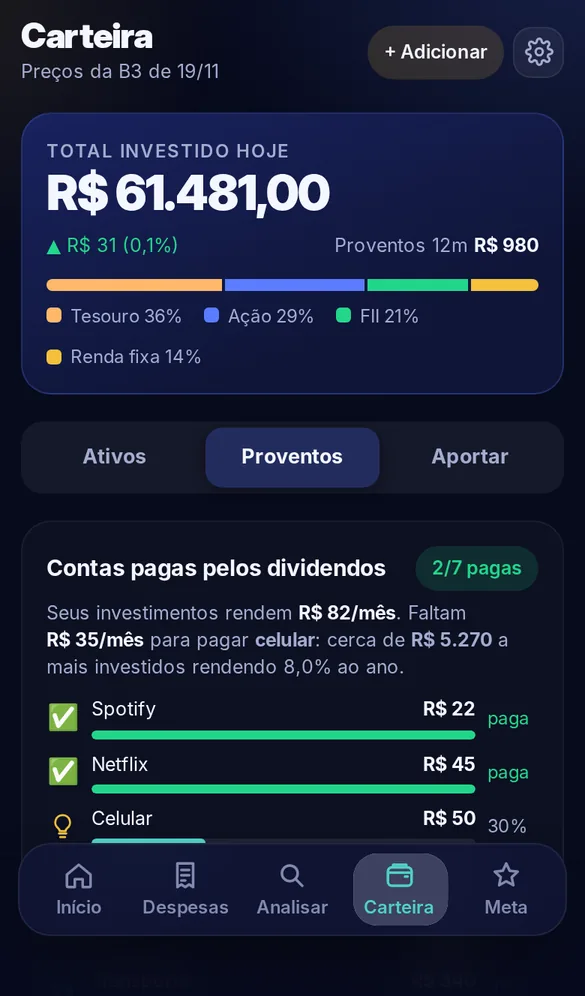 Carteira
Preços da B3 de 19/11
+ Adicionar
TOTAL INVESTIDO HOJE
R$ 61.481,00
▲ R$ 31 (0,1%)
Proventos 12m R$ 980
Tesouro 36% Ação 29% FII 21%
Renda fixa 14%
Ativos Proventos Aportar
Contas pagas pelos dividendos
2/7 pagas
Seus investimentos rendem R$ 82/mês. Faltam
R$ 35/mês para pagar celular: cerca de R$ 5.270 a
mais investidos rendendo 8,0% ao ano.
Spotify R$ 22 paga
Netflix R$ 45 paga
Celular R$ 50 30%
Início Despesas Analisar Carteira Meta